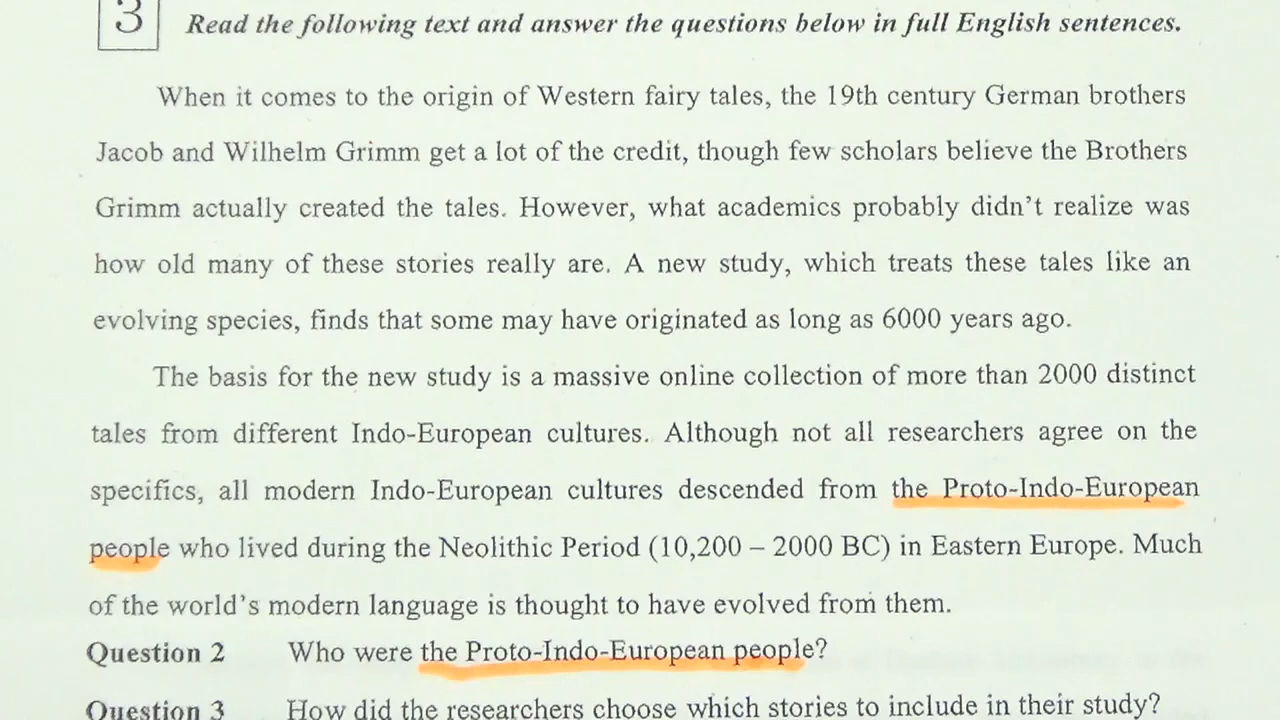 3 Read the following text and answer the questions below in full English sentences.
When it comes to the origin of Western fairy tales, the 19th century German brothers
Jacob and Wilhelm Grimm get a lot of the credit, though few scholars believe the Brothers
Grimm actually created the tales. However, what academics probably didn't realize was
how old many of these stories really are. A new study, which treats these tales like an
evolving species, finds that some may have originated as long as 6000 years ago.
The basis for the new study is a massive online collection of more than 2000 distinct
tales from different Indo-European cultures. Although not all researchers agree on the
specifics, all modern Indo-European cultures descended from the Proto-Indo-European
people who lived during the Neolithic Period (10,200 – 2000 BC) in Eastern Europe. Much
of the world's modern language is thought to have evolved from them.
Question 2 Who were the Proto-Indo-European people?
Question 3 How did the researchers choose which stories to include in their study?